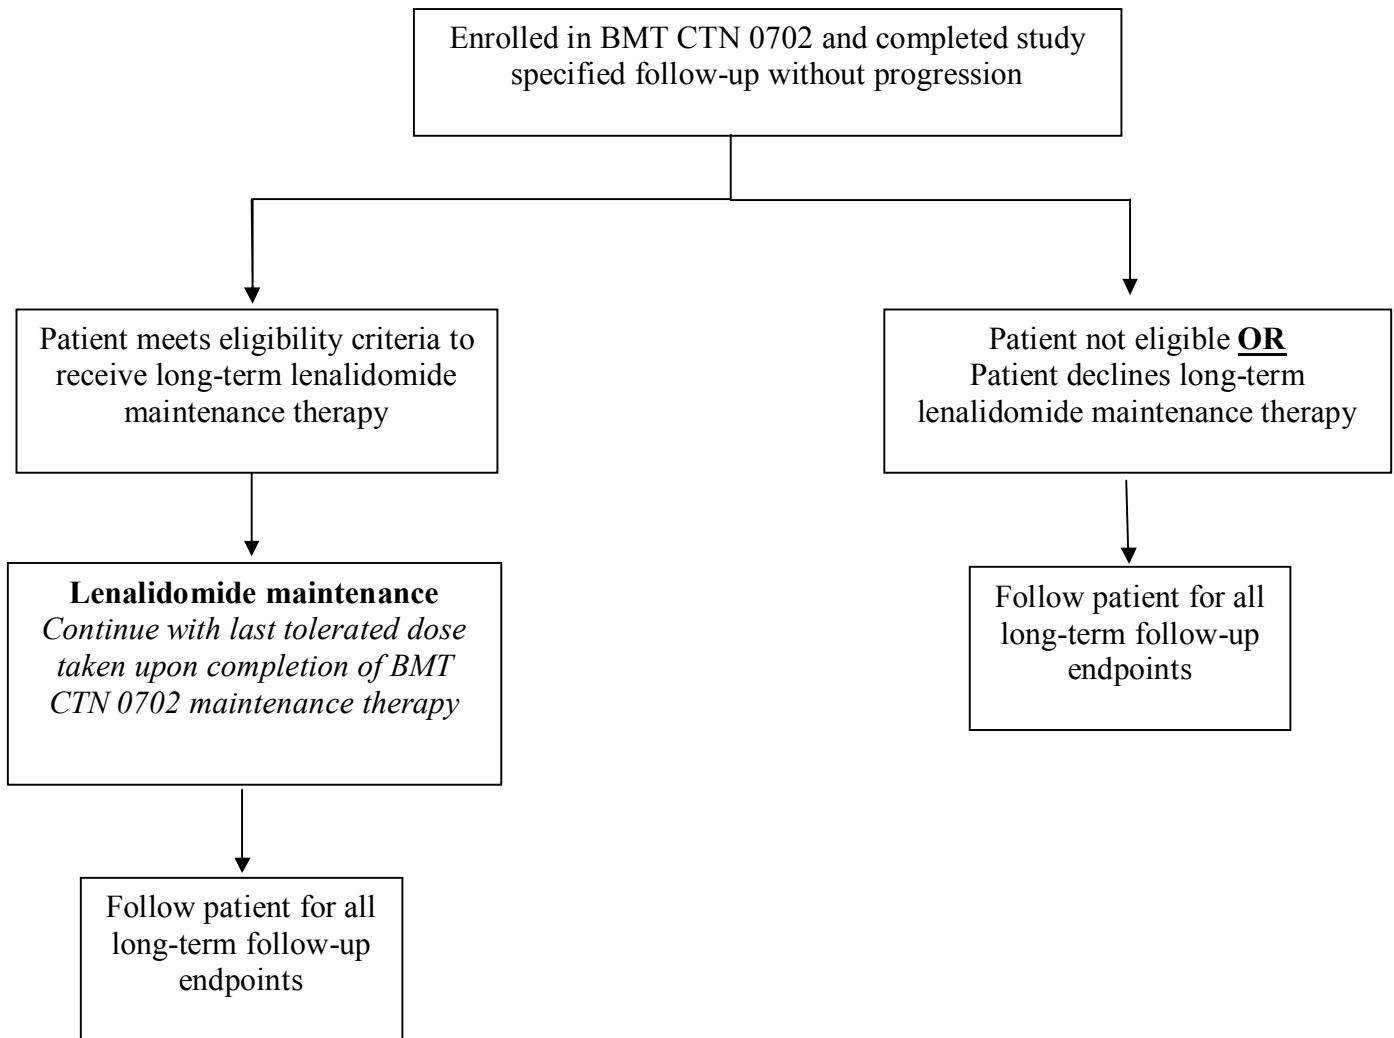 Enrolled in BMT CTN 0702 and completed study
specified follow-up without progression
Patient meets eligibility criteria to
receive long-term lenalidomide
maintenance therapy
Patient not eligible OR
Patient declines long-term
lenalidomide maintenance therapy
Lenalidomide maintenance
Continue with last tolerated dose
taken upon completion of BMT
CTN 0702 maintenance therapy
Follow patient for all
long-term follow-up
endpoints
Follow patient for all
long-term follow-up
endpoints